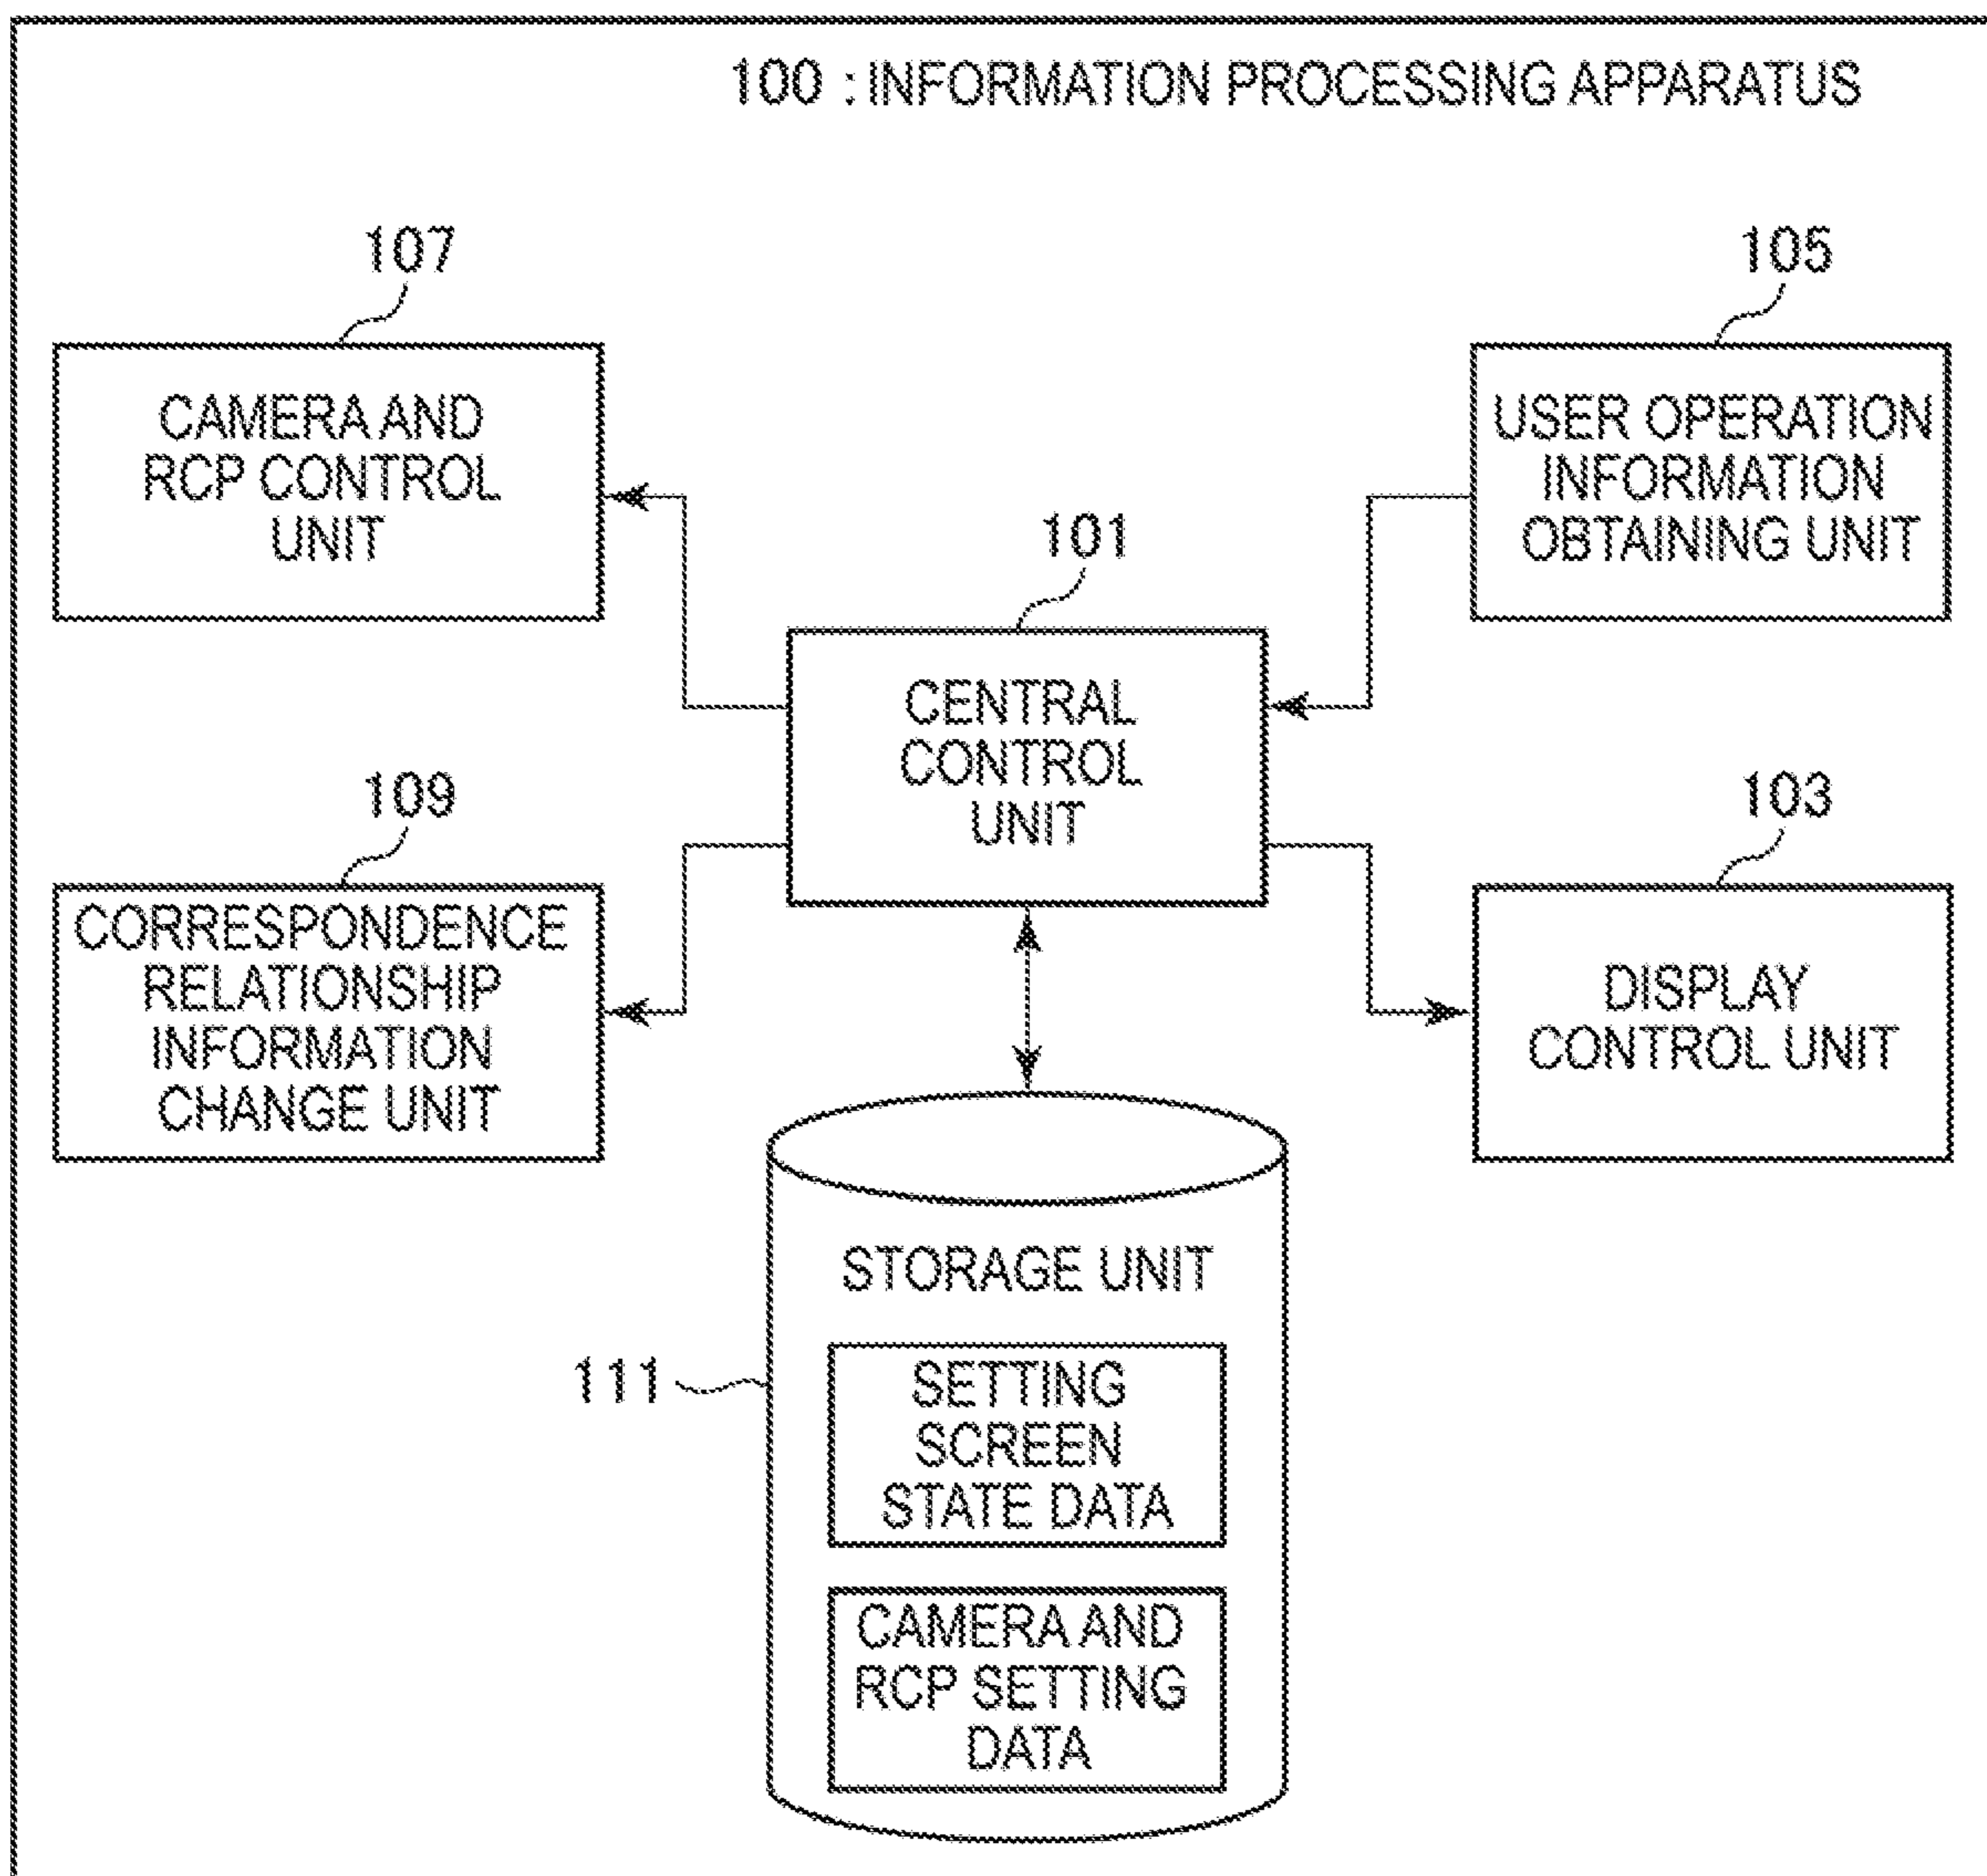 100 : INFORMATION PROCESSING APPARATUS
107
105
CAMERA AND
RCP CONTROL
UNIT
USER OPERATION
INFORMATION
OBTAINING UNIT
101
CENTRAL
CONTROL
UNIT
109
103
CORRESPONDENCE
RELATIONSHIP
INFORMATION
CHANGE UNIT
DISPLAY
CONTROL UNIT
STORAGE UNIT
111
SETTING
SCREEN
STATE DATA
CAMERA AND
RCP SETTING
DATA